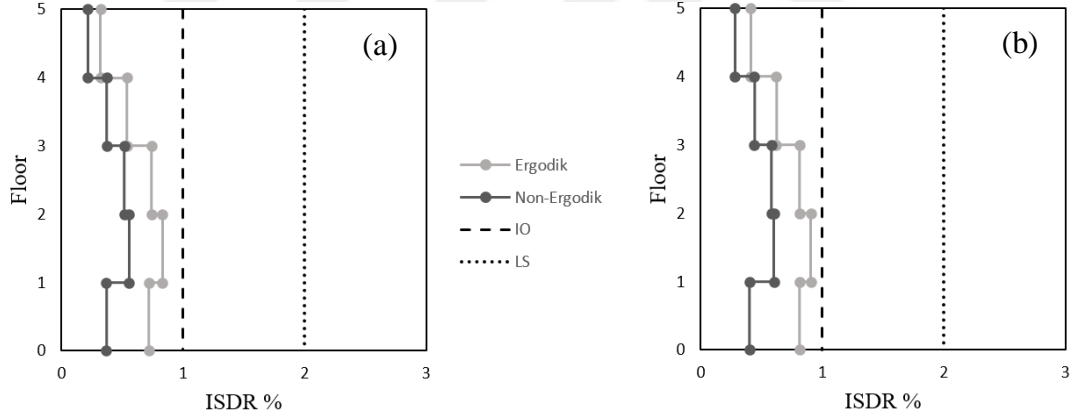 (a)
5
4
3
2
1
0
Floor
0 1 2 3
ISDR %
Ergodik
Non-Ergodik
IO
LS
(b)
5
4
3
2
1
0
Floor
0 1 2 3
ISDR %